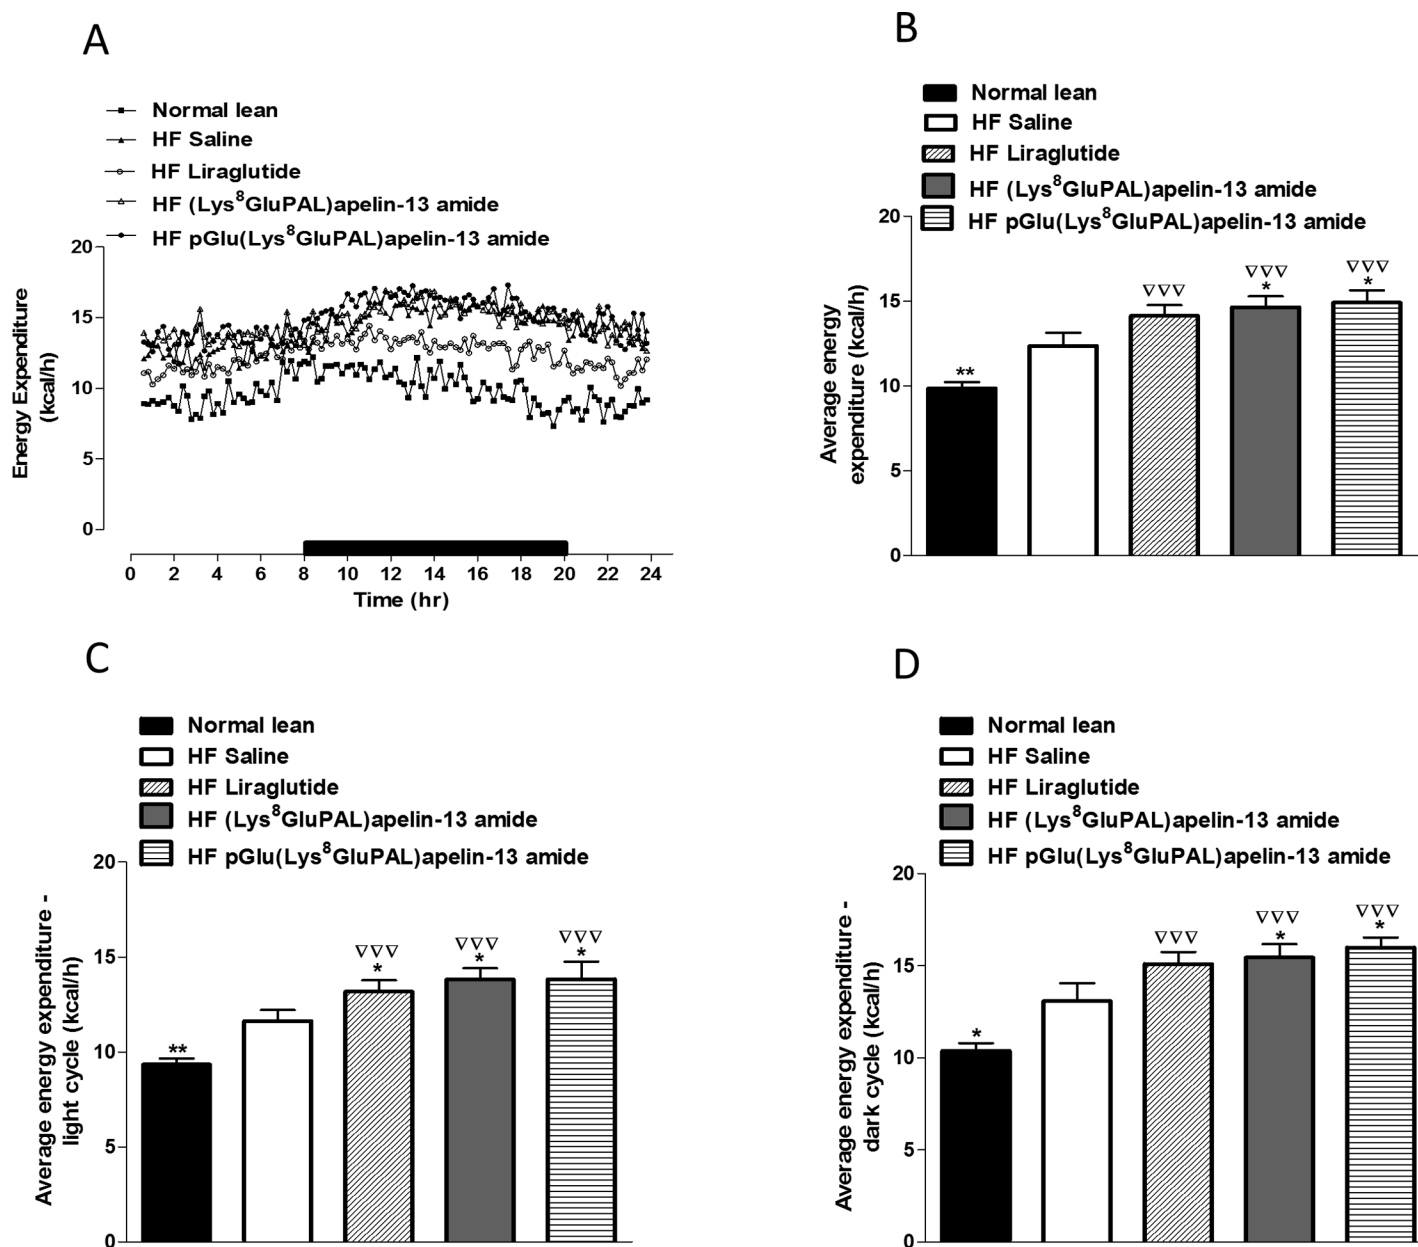 A
Normal lean
HF Saline
HF Liraglutide
HF (Lys⁸GluPAL)apelin-13 amide
HF pGlu(Lys⁸GluPAL)apelin-13 amide
Energy Expenditure
(kcal/h)
20
15
10
5
0
0 2 4 6 8 10 12 14 16 18 20 22 24
Time (hr)
B
Normal lean
HF Saline
HF Liraglutide
HF (Lys⁸GluPAL)apelin-13 amide
HF pGlu(Lys⁸GluPAL)apelin-13 amide
Average energy
expenditure (kcal/h)
20
15
10
5
0
** ∇∇∇ ∇∇∇ * ∇∇∇ *
C
Normal lean
HF Saline
HF Liraglutide
HF (Lys⁸GluPAL)apelin-13 amide
HF pGlu(Lys⁸GluPAL)apelin-13 amide
Average energy expenditure -
light cycle (kcal/h)
20
15
10
5
0
** ∇∇∇ * ∇∇∇ * ∇∇∇ *
D
Normal lean
HF Saline
HF Liraglutide
HF (Lys⁸GluPAL)apelin-13 amide
HF pGlu(Lys⁸GluPAL)apelin-13 amide
Average energy expenditure -
dark cycle (kcal/h)
20
15
10
5
0
* ∇∇∇ ∇∇∇ * ∇∇∇ *